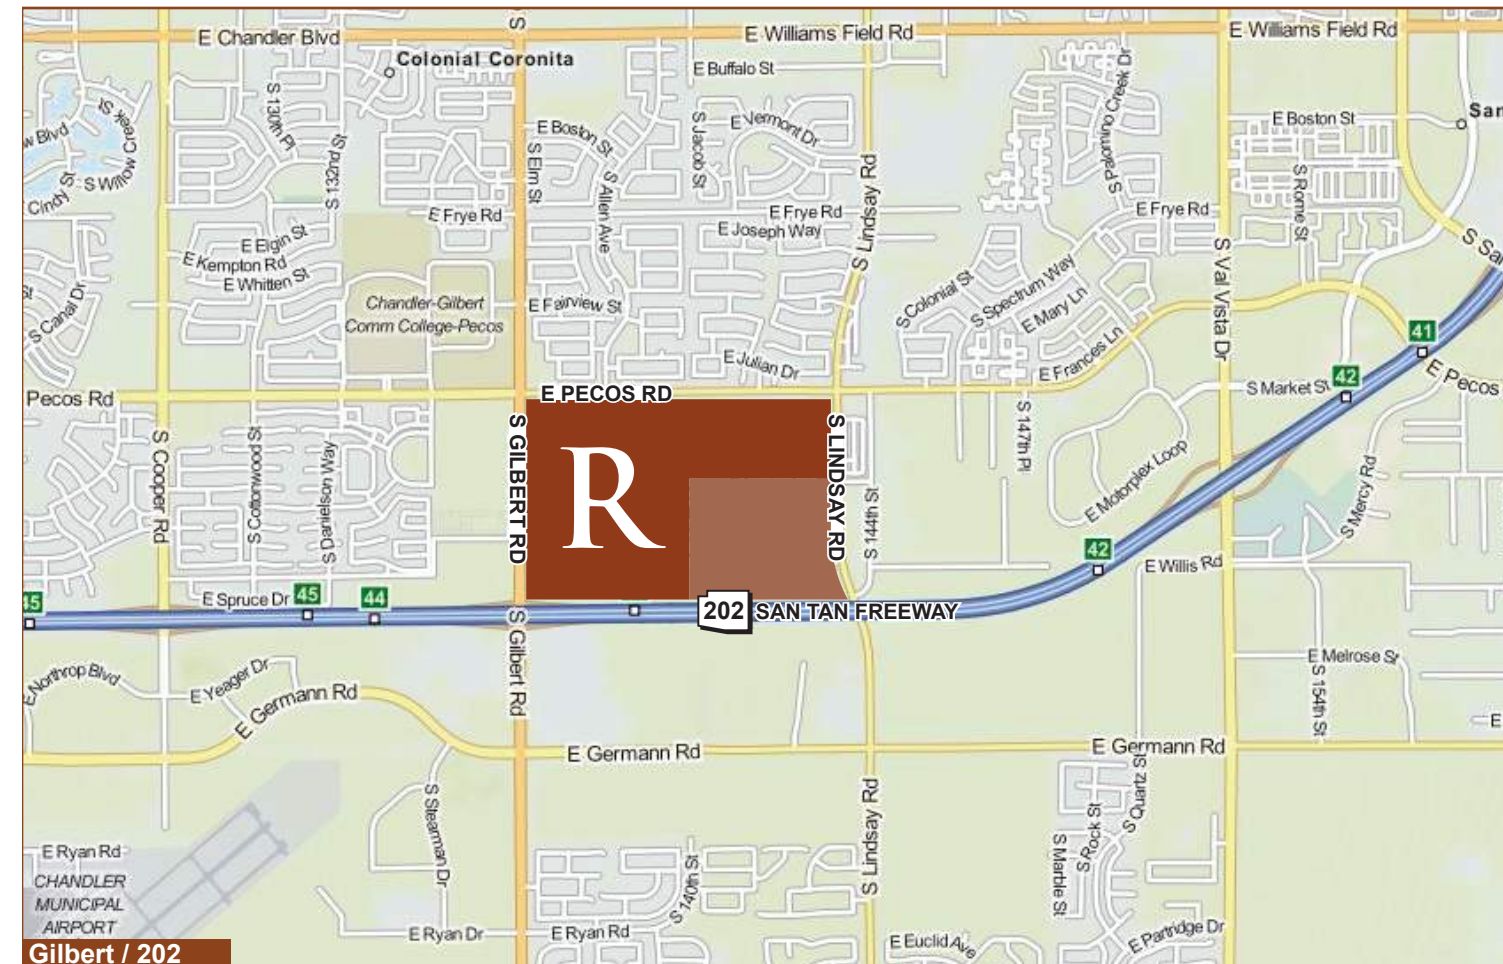 E Chandler Blvd
S
E Williams Field Rd
E Williams Field Rd
Colonial Coronita
E Buffalo St
S Palomino Creek Dr
San
S 130th Pl
S Willow Creek St
w Blvd
E Boston St
S Jacob St
E Vermont Dr
E Boston St
S 132nd St
S Elm St
S Allen Ave
S Lindsay Rd
S Rome St
Cindy St
E Frye Rd
E Frye Rd
E Frye Rd
E Joseph Way
E Elgin St
E Kempton Rd
E Whitten St
S Val Vista Dr
S Sa
St
S Canal Dr
Chandler-Gilbert
Comm College-Pecos
E Fairview St
S Colonial St
S Spectrum Way
E Mary Ln
E Frances Ln
41
E Julian Dr
42
S Market St
E Pecos
Pecos Rd
E PECOS RD
S Cooper Rd
S Cottonwood St
S Danielson Way
S GILBERT RD
R
S LINDSAY RD
S 147th Pl
E Motorplex Loop
S Mercy Rd
S 144th St
42
E Willis Rd
45
E Spruce Dr
45
44
202
SAN TAN FREEWAY
S Gilbert Rd
E Northrop Blvd
E Yeager Dr
E Germann Rd
E Melrose St
S 154th St
E
E Germann Rd
E Germann Rd
S Stearman Dr
S Lindsay Rd
S Quartz St
S Rock St
S Marble St
E Ryan Rd
CHANDLER
MUNICIPAL
AIRPORT
S 140th St
E Ryan Dr
E Ryan Rd
E Euclid Ave
E Partridge Dr
Gilbert / 202